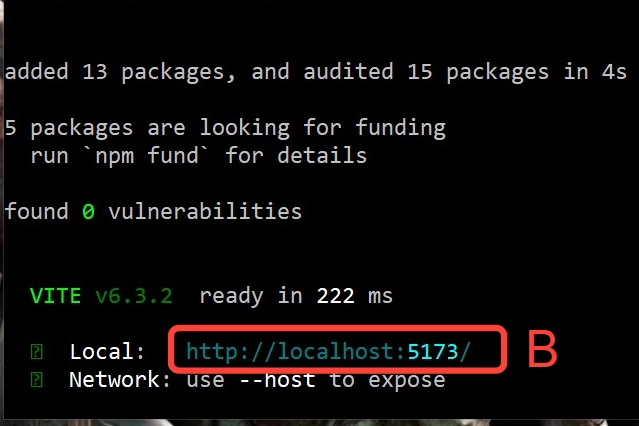 added 13 packages, and audited 15 packages in 4s
5 packages are looking for funding
run `npm fund` for details
found 0 vulnerabilities
VITE v6.3.2 ready in 222 ms
Local: http://localhost:5173/ B
Network: use --host to expose